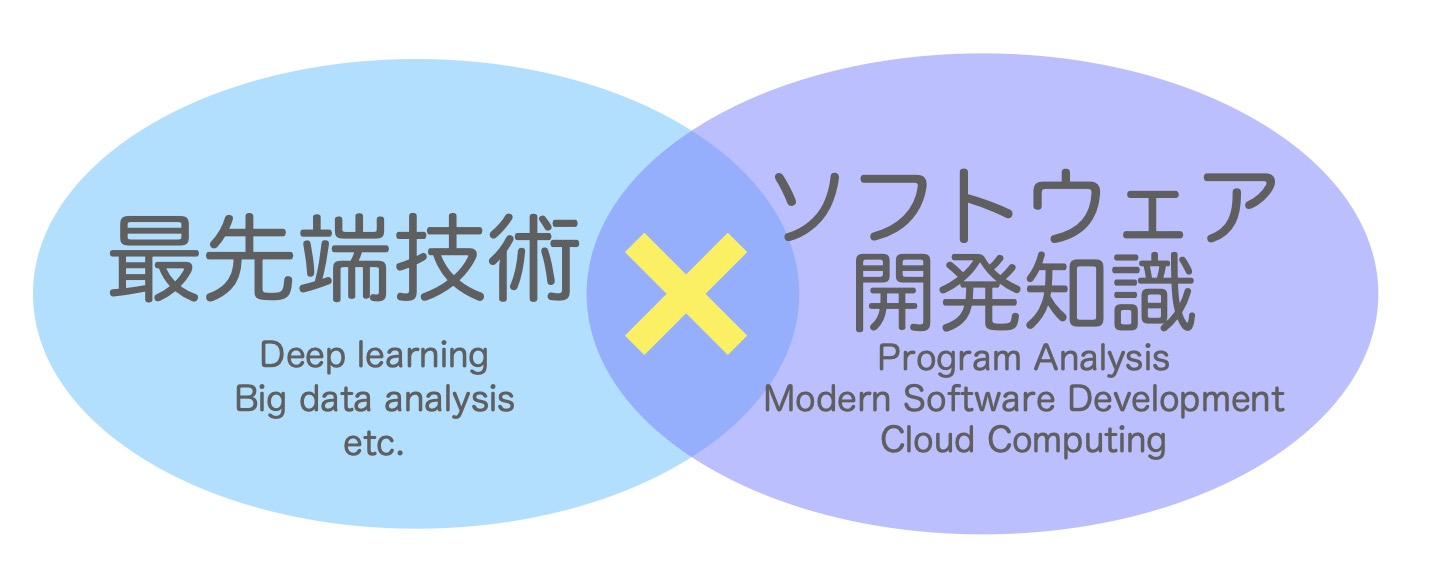 最先端技術
Deep learning
Big data analysis
etc.
×
ソフトウェア
開発知識
Program Analysis
Modern Software Development
Cloud Computing